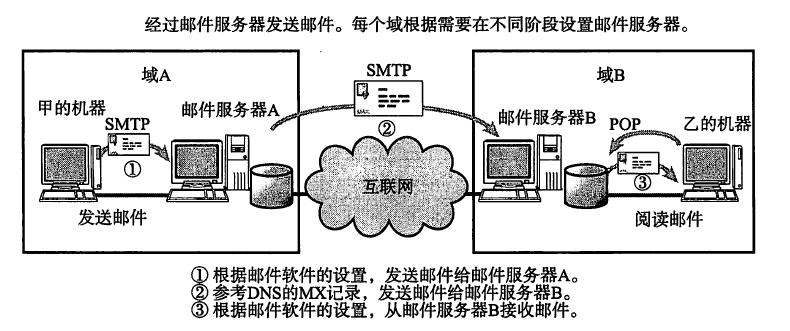 经过邮件服务器发送邮件。每个域根据需要在不同阶段设置邮件服务器。
域A
SMTP
域B
甲的机器
邮件服务器A
邮件服务器B
POP
乙的机器
SMTP
①
②
③
互联网
发送邮件
阅读邮件
① 根据邮件软件的设置，发送邮件给邮件服务器A。
② 参考DNS的MX记录，发送邮件给邮件服务器B。
③ 根据邮件软件的设置，从邮件服务器B接收邮件。